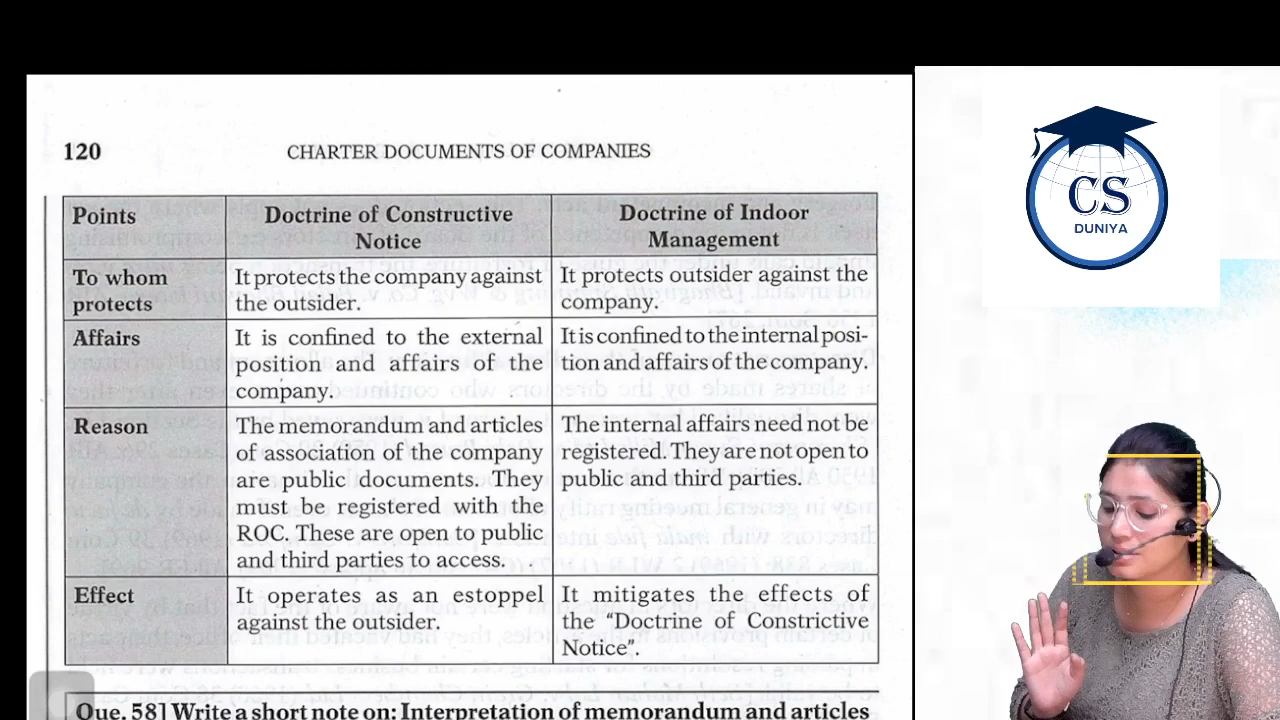 120
CHARTER DOCUMENTS OF COMPANIES
Points
Doctrine of Constructive
Notice
Doctrine of Indoor
Management
To whom
protects
It protects the company against
the outsider.
It protects outsider against the
company.
Affairs
It is confined to the external
position and affairs of the
company.
It is confined to the internal posi-
tion and affairs of the company.
Reason
The memorandum and articles
of association of the company
are public documents. They
must be registered with the
ROC. These are open to public
and third parties to access.
The internal affairs need not be
registered. They are not open to
public and third parties.
Effect
It operates as an estoppel
against the outsider.
It mitigates the effects of
the “Doctrine of Constrictive
Notice”.
Que. 58] Write a short note on: Interpretation of memorandum and articles
CS
DUNIYA